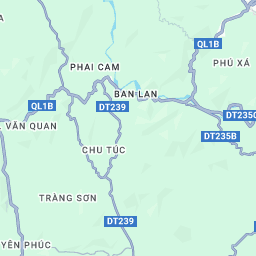 QL1B
PHÚ XÁ
PHAI CAM
BAN LAN
QL1B
DT239
DT235
VĂN QUAN
DT235B
CHU TÚC
TRÀNG SƠN
DT239
YÊN PHÚC